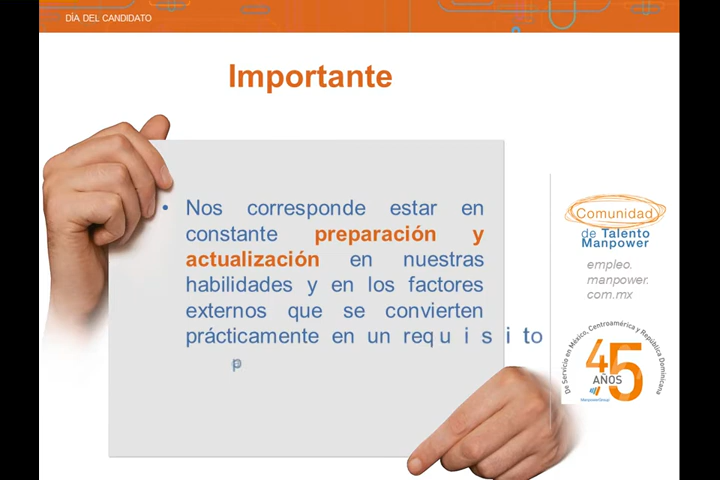 DÍA DEL CANDIDATO
Importante
• Nos corresponde estar en
constante preparación y
actualización en nuestras
habilidades y en los factores
externos que se convierten
prácticamente en un requisito
p
Comunidad
de Talento
Manpower
empleo.
manpower.
com.mx
De Servicio en México, Centroamérica y República Dominicana
45
AÑOS
ManpowerGroup